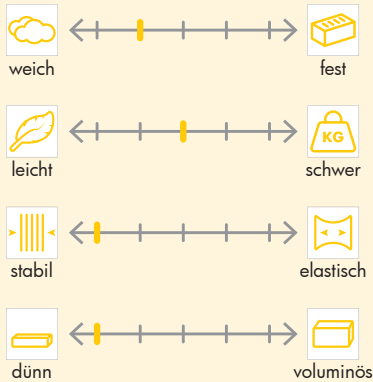 weich fest
KG
leicht schwer
stabil elastisch
dünn voluminös